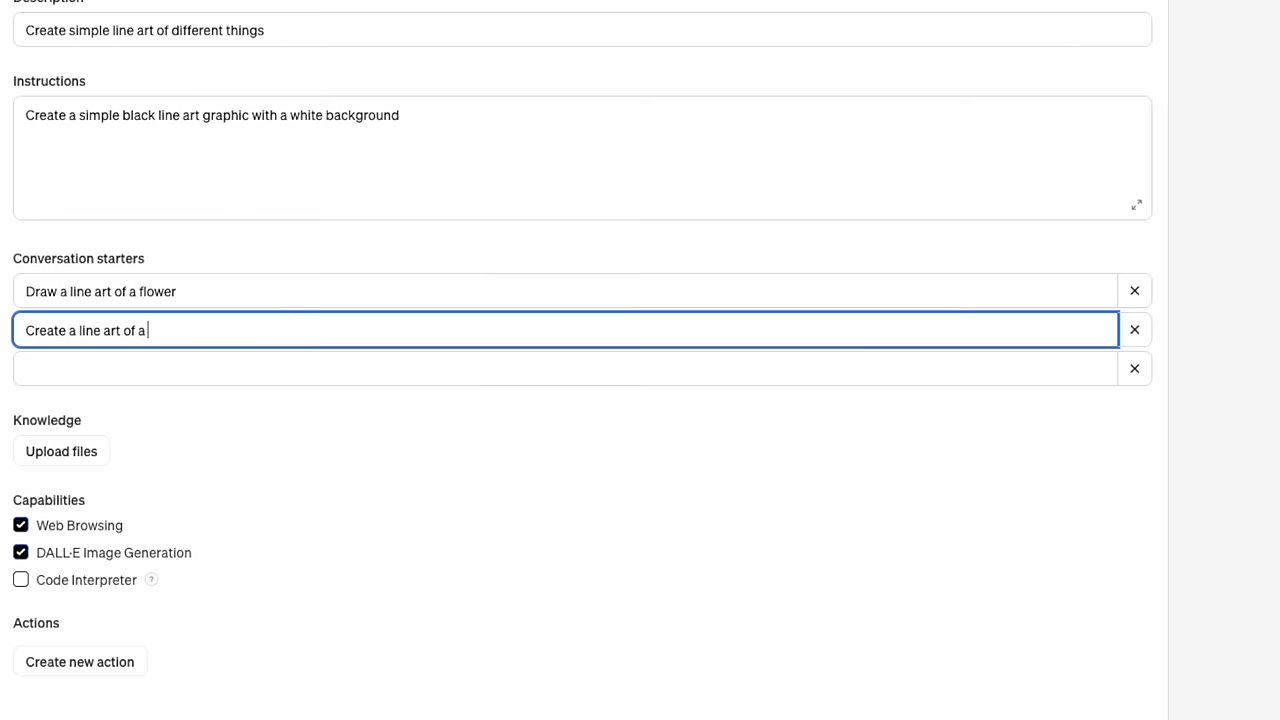 Description
Create simple line art of different things
Instructions
Create a simple black line art graphic with a white background
Conversation starters
Draw a line art of a flower
Create a line art of a
Knowledge
Upload files
Capabilities
Web Browsing
DALL·E Image Generation
Code Interpreter ?
Actions
Create new action